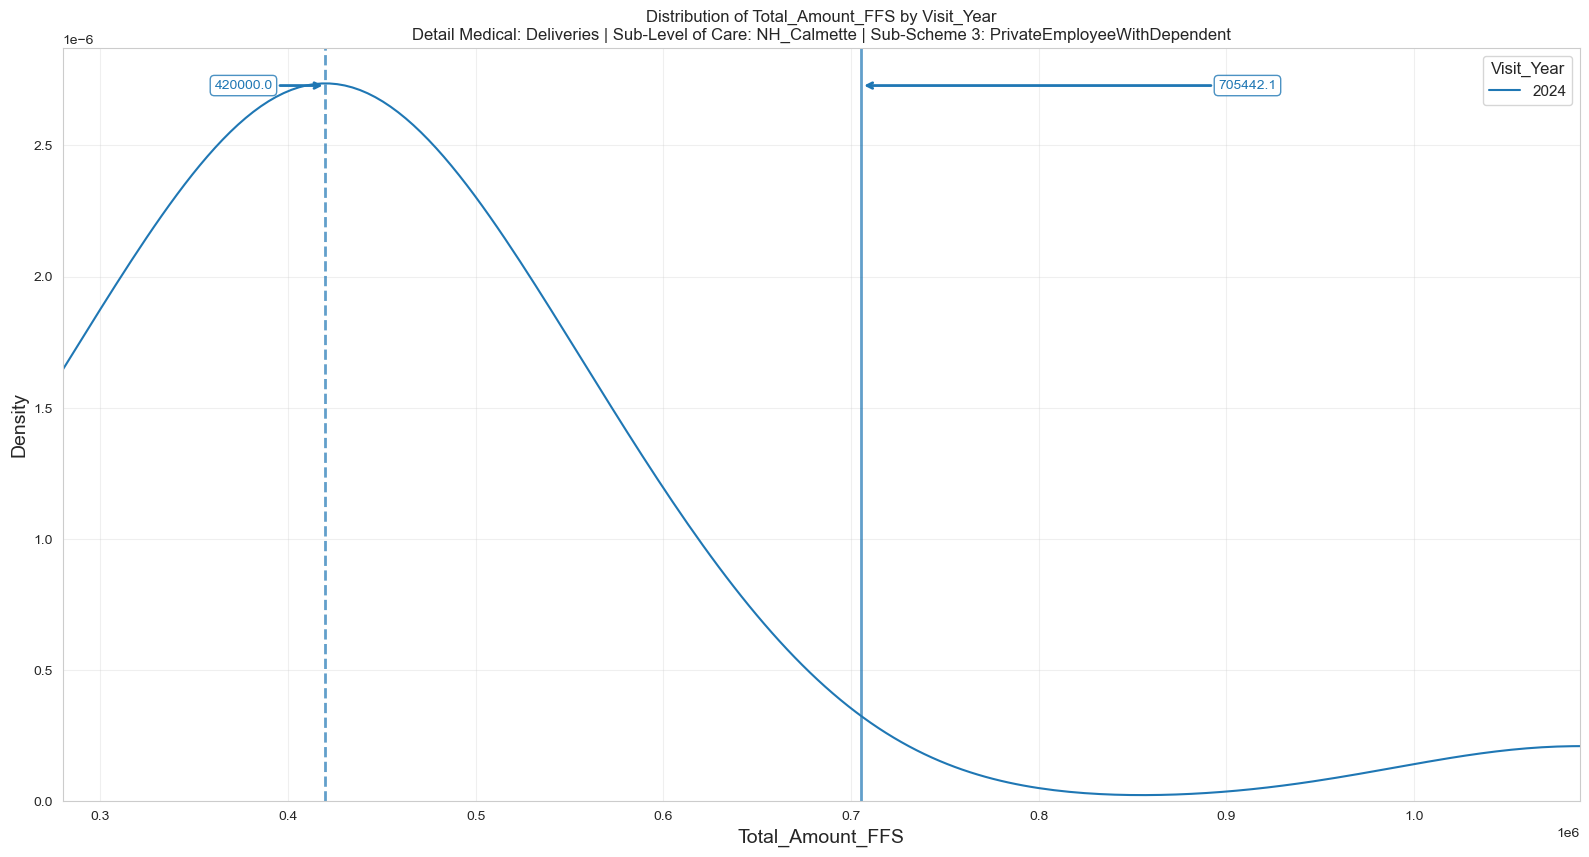 Distribution of Total_Amount_FFS by Visit_Year
Detail Medical: Deliveries | Sub-Level of Care: NH_Calmette | Sub-Scheme 3: PrivateEmployeeWithDependent
1e−6
420000.0
705442.1
Visit_Year
2024
2.5
2.0
1.5
1.0
0.5
0.0
Density
0.3 0.4 0.5 0.6 0.7 0.8 0.9 1.0
1e6
Total_Amount_FFS